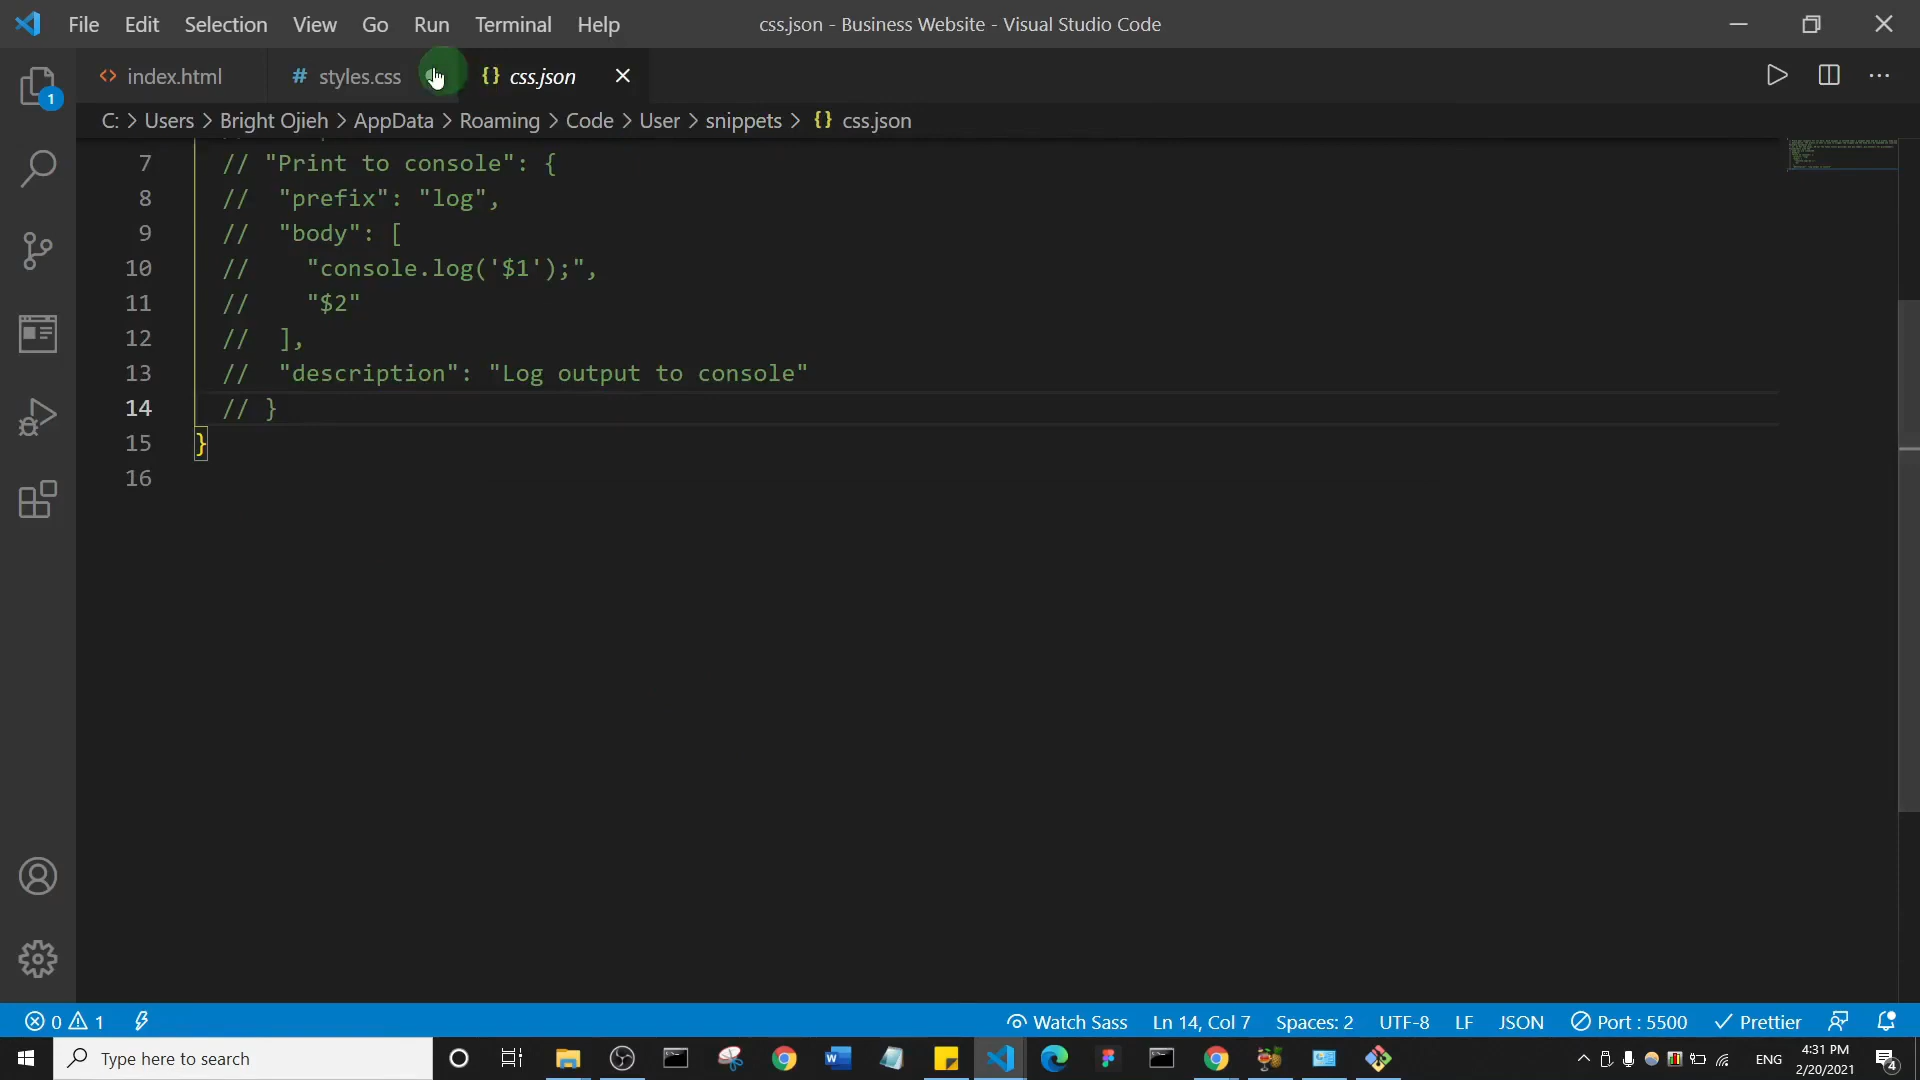 File Edit Selection View Go Run Terminal Help css.json - Business Website - Visual Studio Code
index.html # styles.css {} css.json
C: > Users > Bright Ojieh > AppData > Roaming > Code > User > snippets > {} css.json
1
7 // "Print to console": {
8 // "prefix": "log",
9 // "body": [
10 // "console.log('$1');",
11 // "$2"
12 // ],
13 // "description": "Log output to console"
14 // }
15 }
16
0 1 Watch Sass Ln 14, Col 7 Spaces: 2 UTF-8 LF JSON Port : 5500 Prettier
Type here to search ENG 4:31 PM
2/20/2021 4